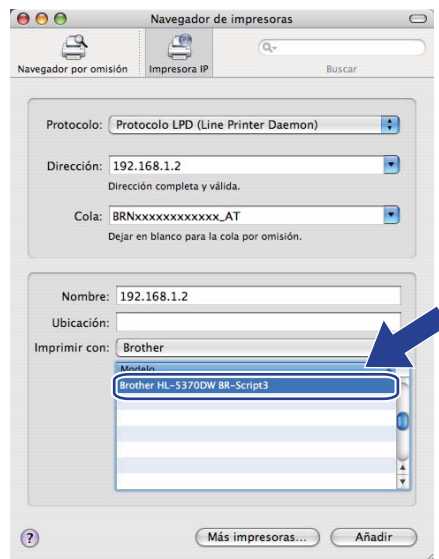 Navegador de impresoras
Navegador por omisión
Impresora IP
Buscar
Protocolo: Protocolo LPD (Line Printer Daemon)
Dirección: 192.168.1.2
Dirección completa y válida.
Cola: BRNxxxxxxxxxxxx_AT
Dejar en blanco para la cola por omisión.
Nombre: 192.168.1.2
Ubicación:
Imprimir con: Brother
Modelo
Brother HL-5370DW BR-Script3
? Más impresoras... Añadir